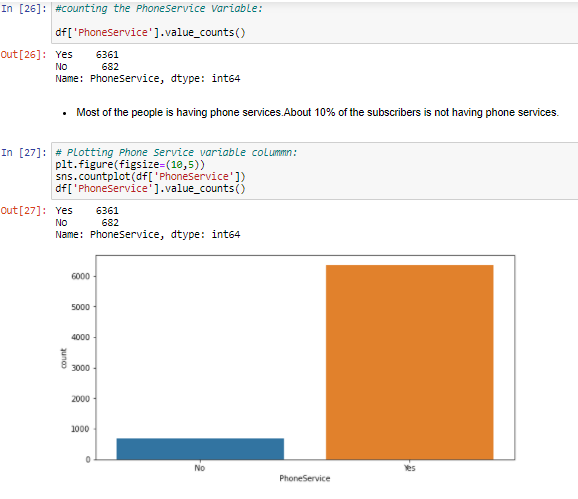 In [26]: #counting the PhoneService Variable:
df['PhoneService'].value_counts()
Out[26]: Yes    6361
No      682
Name: PhoneService, dtype: int64
• Most of the people is having phone services.About 10% of the subscribers is not having phone services.
In [27]: # Plotting Phone Service variable colummn:
plt.figure(figsize=(10,5))
sns.countplot(df['PhoneService'])
df['PhoneService'].value_counts()
Out[27]: Yes    6361
No      682
Name: PhoneService, dtype: int64
6000
5000
4000
3000
2000
1000
0
count
No Yes
PhoneService